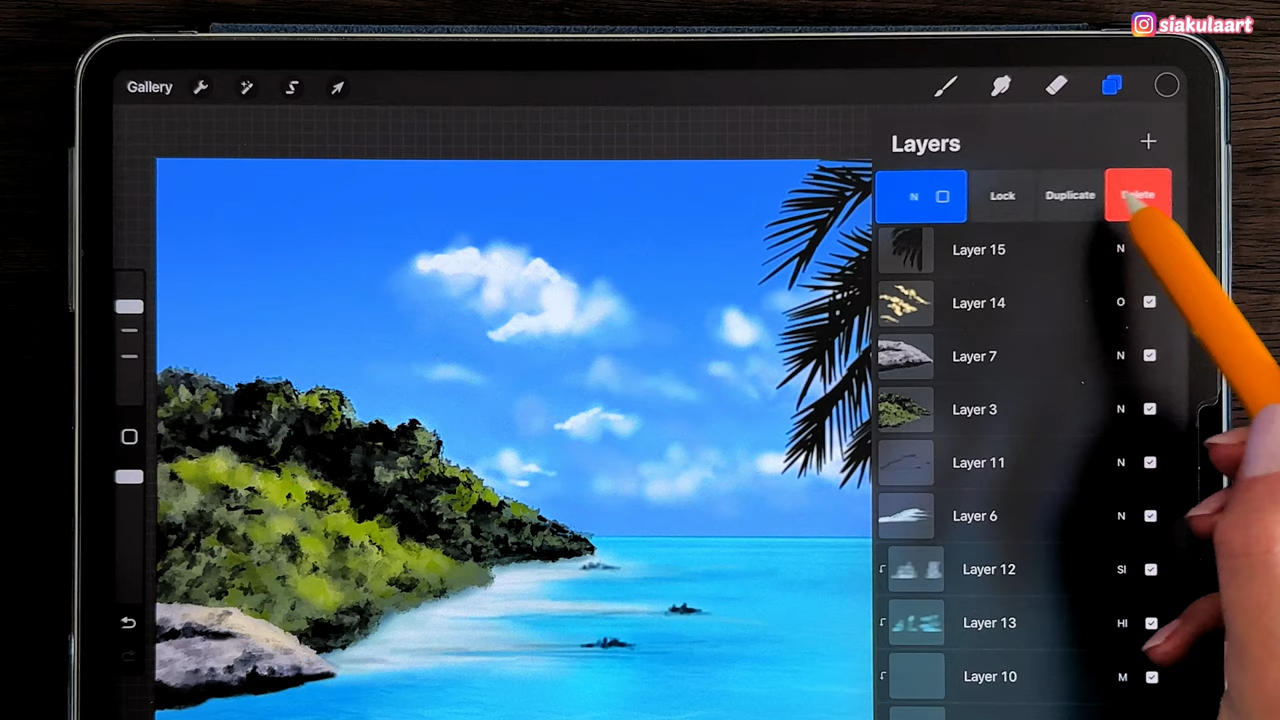 siakulaart
Gallery
Layers
N Lock Duplicate Delete
Layer 15 N
Layer 14 O
Layer 7 N
Layer 3 N
Layer 11 N
Layer 6 N
Layer 12 SI
Layer 13 HI
Layer 10 M